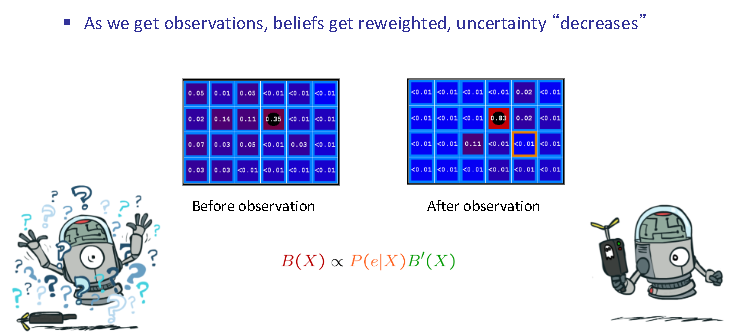 As we get observations, beliefs get reweighted, uncertainty “decreases”
0.05 0.01 0.05 <0.01 <0.01 <0.01
0.02 0.14 0.11 0.35 <0.01 <0.01
0.07 0.03 0.05 <0.01 0.03 <0.01
0.03 0.03 <0.01 <0.01 <0.01 <0.01
Before observation
<0.01 <0.01 <0.01 <0.01 0.02 <0.01
<0.01 <0.01 <0.01 0.83 0.02 <0.01
<0.01 <0.01 0.11 <0.01 <0.01 <0.01
<0.01 <0.01 <0.01 <0.01 <0.01 <0.01
After observation
B(X) ∝ P(e|X)B′(X)